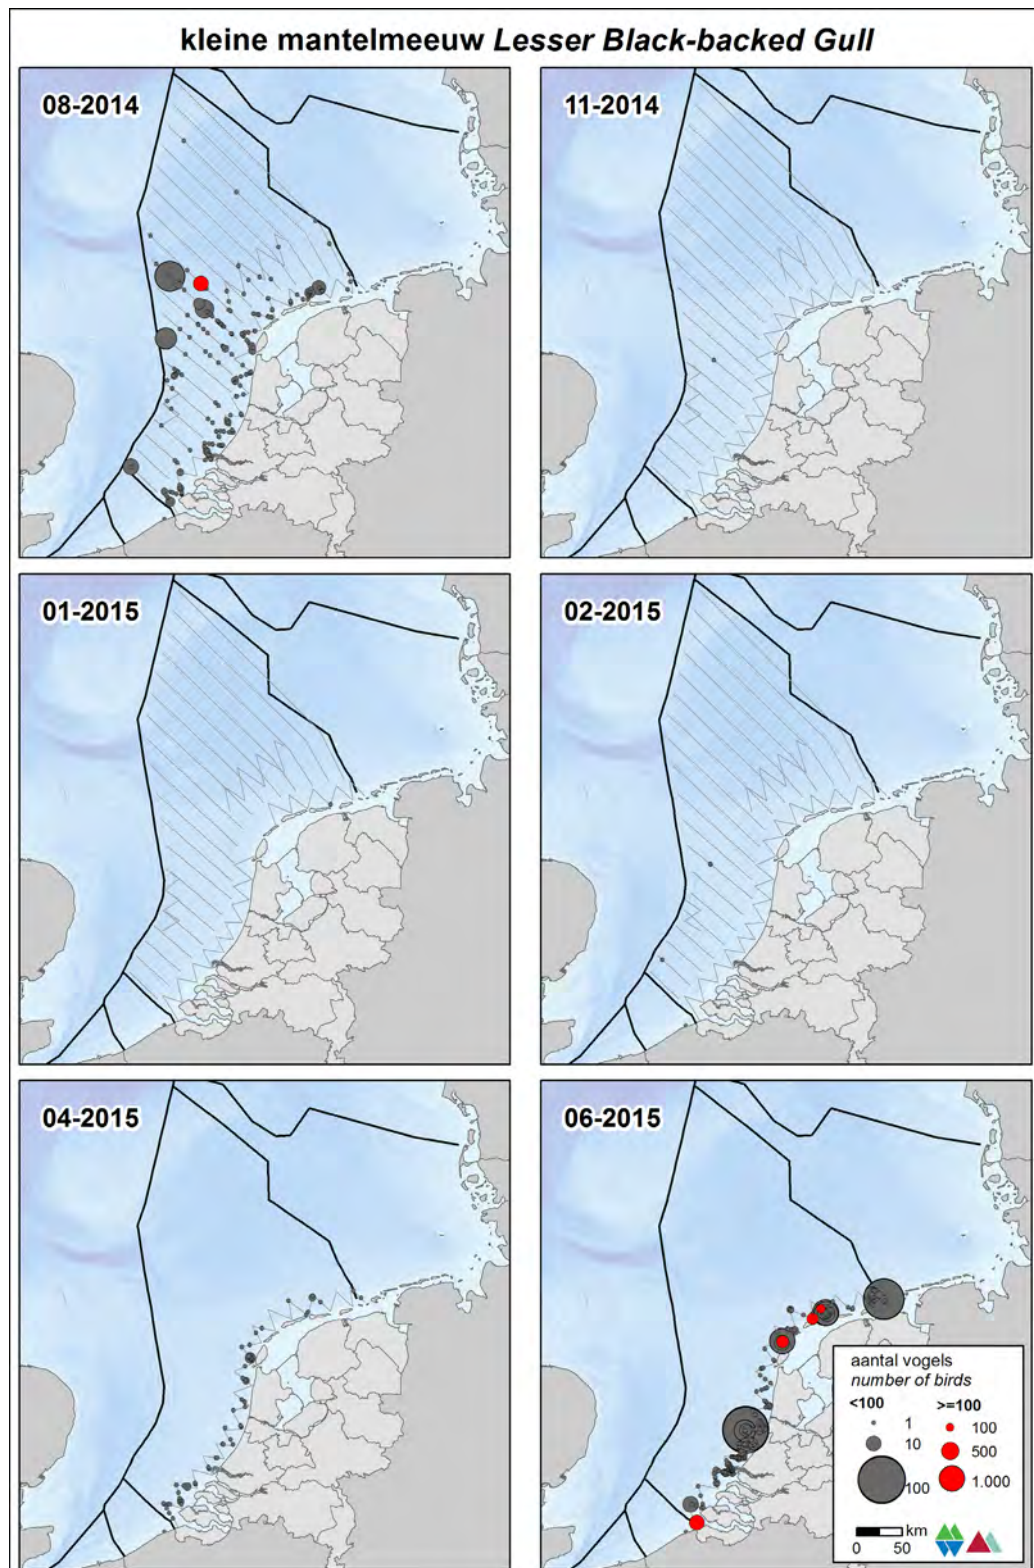 kleine mantelmeeuw Lesser Black-backed Gull
08-2014
11-2014
01-2015
02-2015
04-2015
06-2015
aantal vogels
number of birds
<100 >=100
1 100
10 500
100 1.000
km
0 50